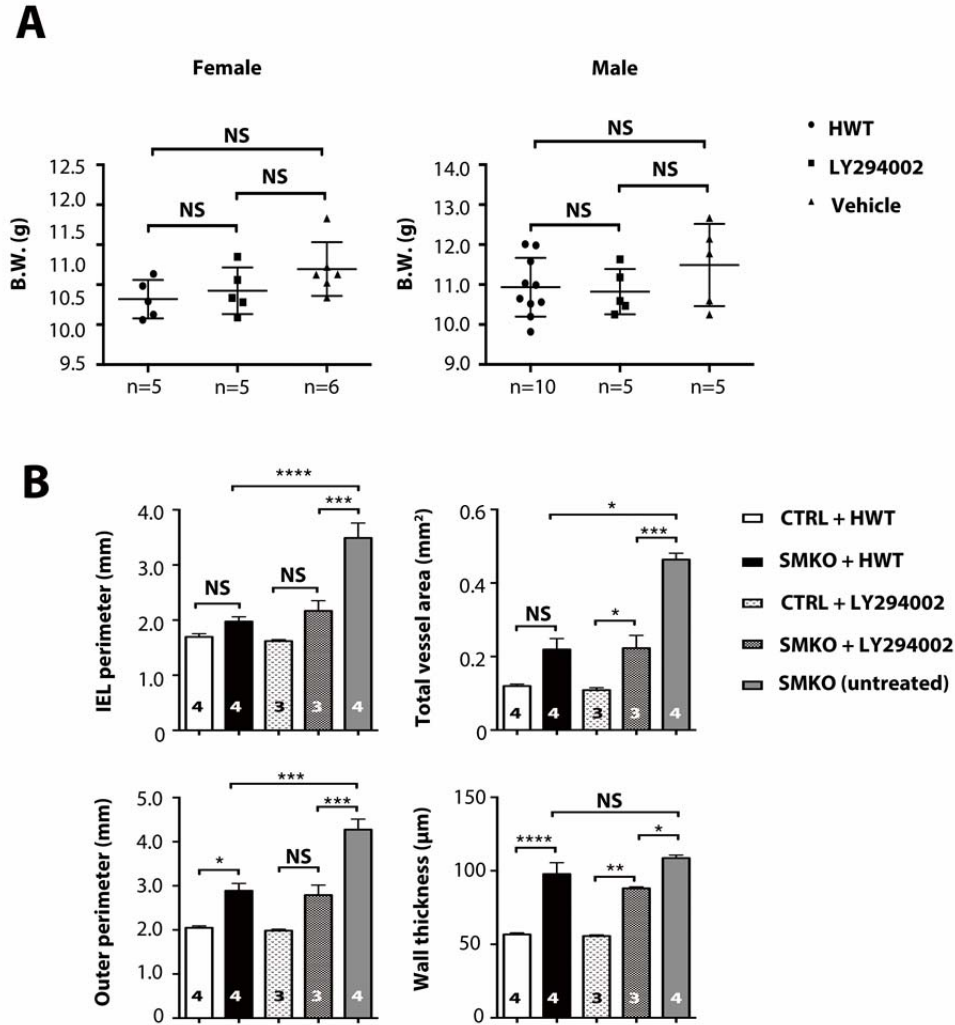 A
Female
Male
NS
NS
NS
12.5
12.0
11.5
11.0
10.5
10.0
9.5
B.W. (g)
n=5
n=5
n=6
NS
NS
NS
14.0
13.0
12.0
11.0
10.0
9.0
B.W. (g)
n=10
n=5
n=5
HWT
LY294002
Vehicle
B
****
***
NS
NS
4.0
3.0
2.0
1.0
0
IEL perimeter (mm)
4
4
3
3
4
*
***
NS
*
0.6
0.4
0.2
0
Total vessel area (mm²)
4
4
3
3
4
CTRL + HWT
SMKO + HWT
CTRL + LY294002
SMKO + LY294002
SMKO (untreated)
***
***
*
NS
5.0
4.0
3.0
2.0
1.0
0
Outer perimeter (mm)
4
4
3
3
4
NS
****
**
*
150
100
50
0
Wall thickness (µm)
4
4
3
3
4